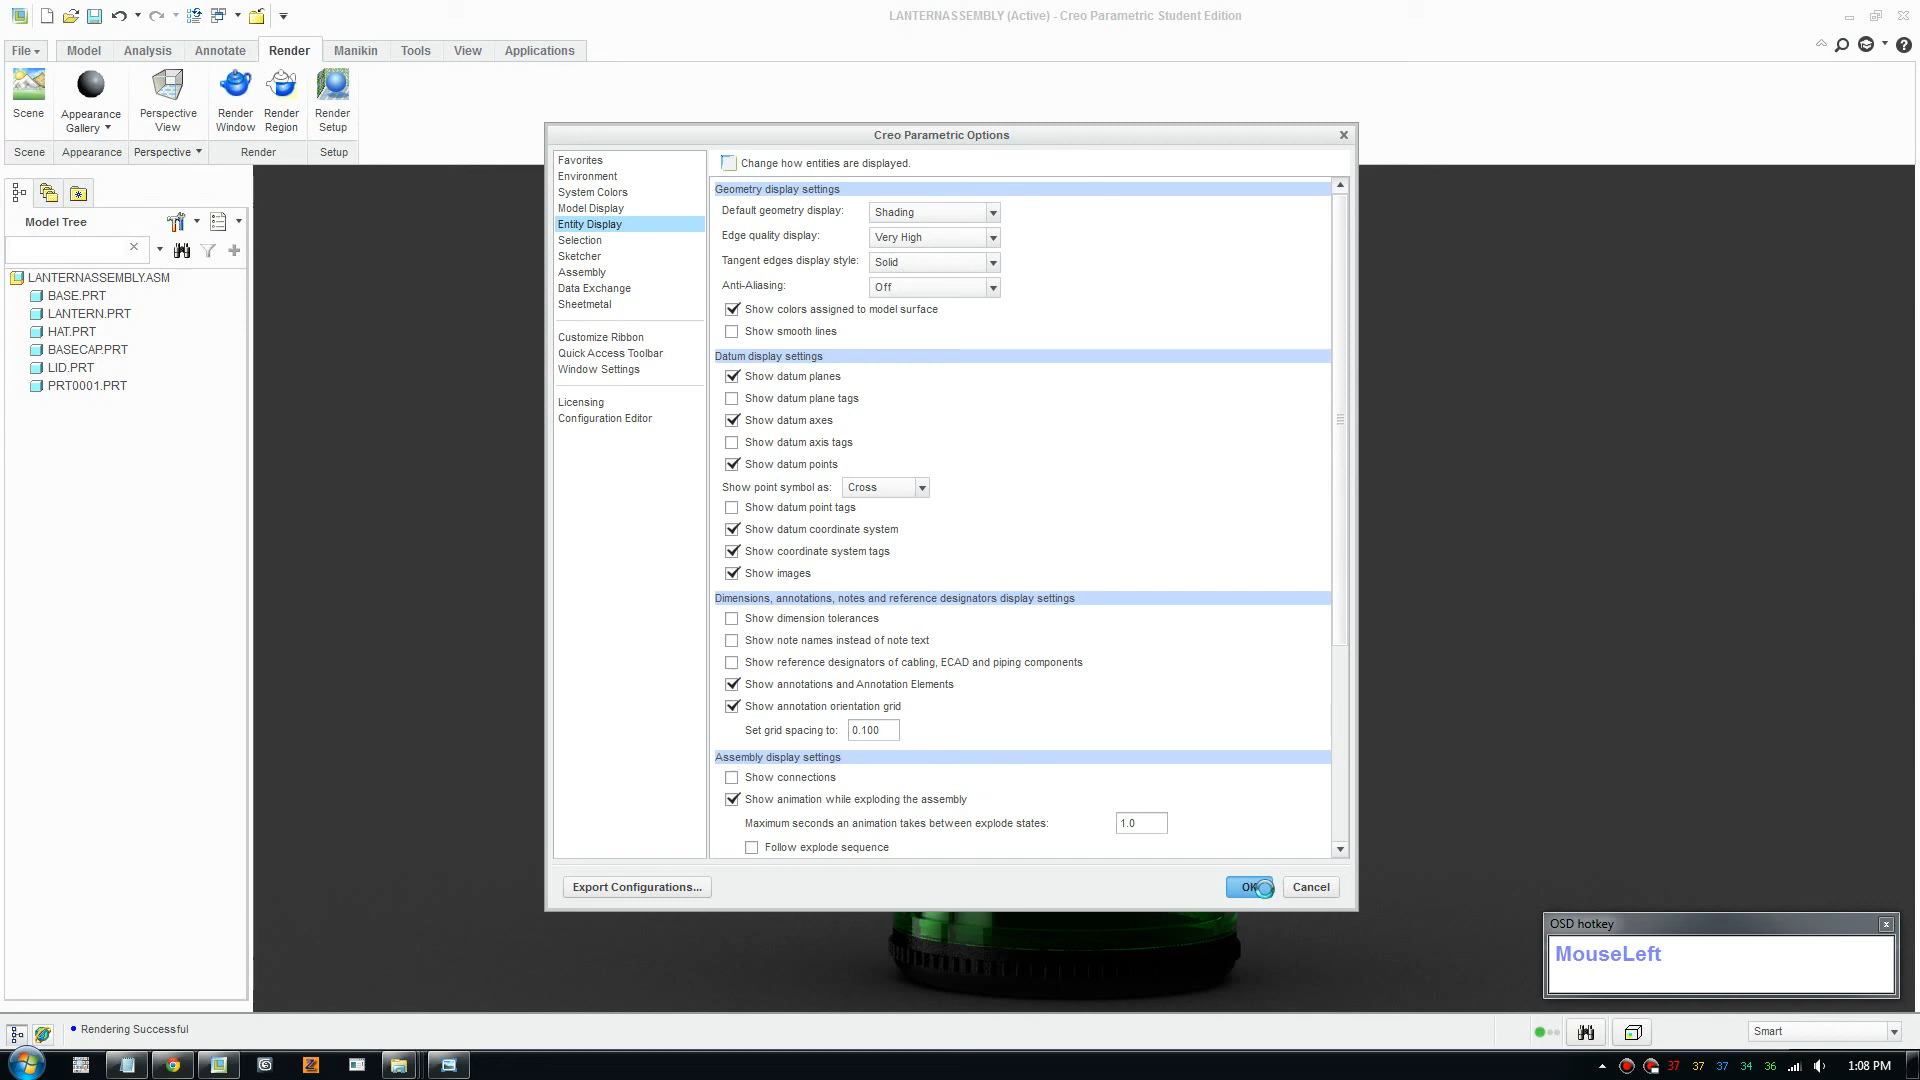 LANTERNASSEMBLY (Active) - Creo Parametric Student Edition
File Model Analysis Annotate Render Manikin Tools View Applications
Scene
Appearance
Gallery
Perspective
View
Render
Window
Render
Region
Render
Setup
Scene Appearance Perspective Render Setup
Model Tree
LANTERNASSEMBLY.ASM
BASE.PRT
LANTERN.PRT
HAT.PRT
BASECAP.PRT
LID.PRT
PRT0001.PRT
Creo Parametric Options
Favorites
Environment
System Colors
Model Display
Entity Display
Selection
Sketcher
Assembly
Data Exchange
Sheetmetal
Customize Ribbon
Quick Access Toolbar
Window Settings
Licensing
Configuration Editor
Change how entities are displayed.
Geometry display settings
Default geometry display: Shading
Edge quality display: Very High
Tangent edges display style: Solid
Anti-Aliasing: Off
Show colors assigned to model surface
Show smooth lines
Datum display settings
Show datum planes
Show datum plane tags
Show datum axes
Show datum axis tags
Show datum points
Show point symbol as: Cross
Show datum point tags
Show datum coordinate system
Show coordinate system tags
Show images
Dimensions, annotations, notes and reference designators display settings
Show dimension tolerances
Show note names instead of note text
Show reference designators of cabling, ECAD and piping components
Show annotations and Annotation Elements
Show annotation orientation grid
Set grid spacing to: 0.100
Assembly display settings
Show connections
Show animation while exploding the assembly
Maximum seconds an animation takes between explode states: 1.0
Follow explode sequence
Export Configurations... OK Cancel
OSD hotkey
MouseLeft
Rendering Successful
Smart
37 37 37 34 36 1:08 PM